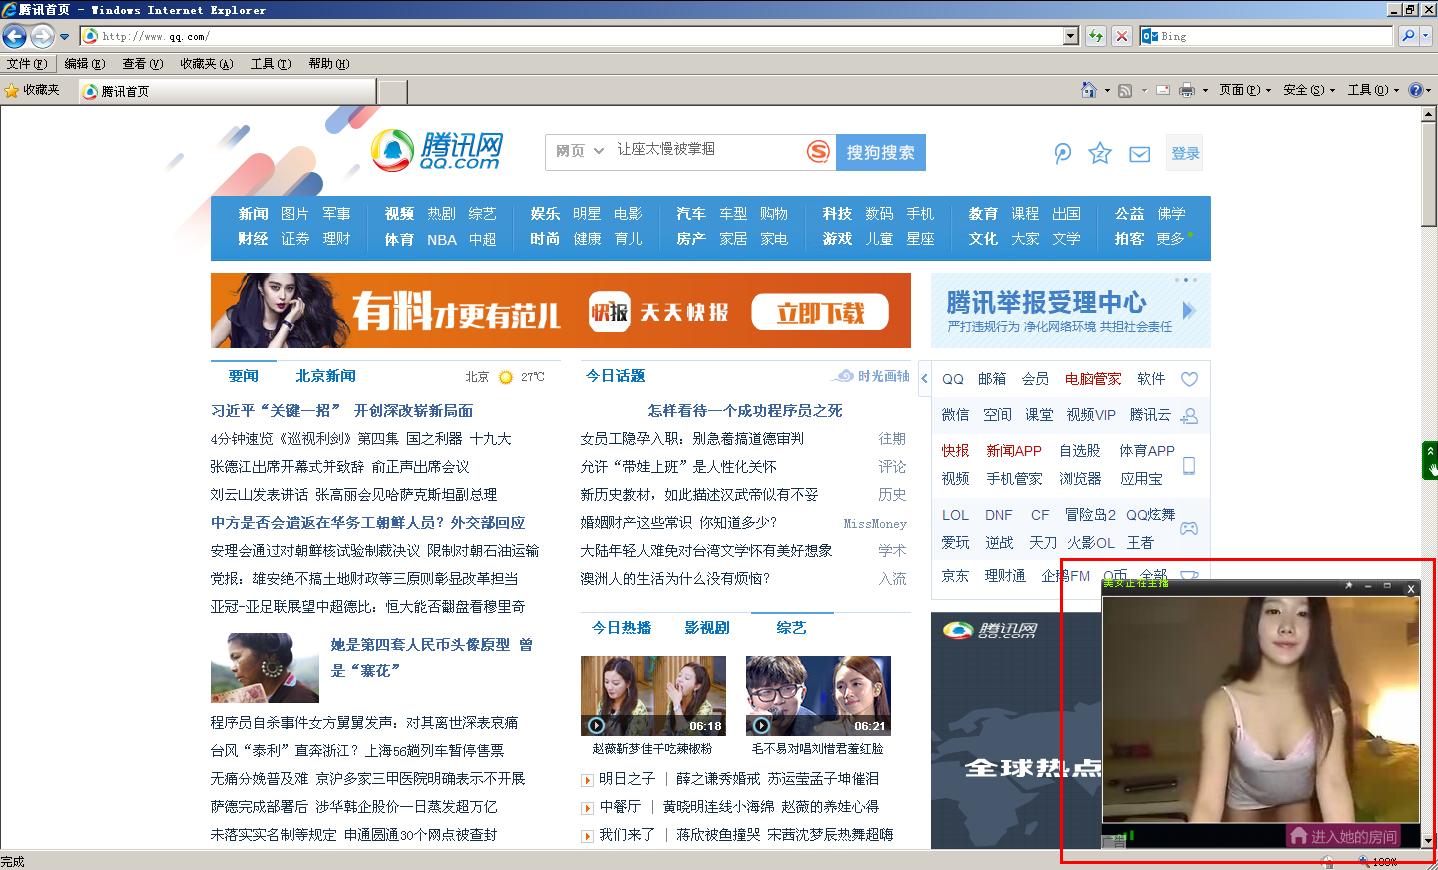 腾讯首页 - Windows Internet Explorer
http://www.qq.com/
Bing
文件(F) 编辑(E) 查看(V) 收藏夹(A) 工具(T) 帮助(H)
收藏夹 腾讯首页 页面(P) 安全(S) 工具(O)
腾讯网
QQ.com
网页 让座太慢被掌掴 搜狗搜索 登录
新闻 图片 军事 视频 热剧 综艺 娱乐 明星 电影 汽车 车型 购物 科技 数码 手机 教育 课程 出国 公益 佛学
财经 证券 理财 体育 NBA 中超 时尚 健康 育儿 房产 家居 家电 游戏 儿童 星座 文化 大家 文学 拍客 更多
有料才更有范儿 快报 天天快报 立即下载
腾讯举报受理中心
严打违规行为 净化网络环境 共担社会责任
要闻 北京新闻 北京 27℃
习近平“关键一招” 开创深改崭新局面
4分钟速览《巡视利剑》第四集 国之利器 十九大
张德江出席开幕式并致辞 俞正声出席会议
刘云山发表讲话 张高丽会见哈萨克斯坦副总理
中方是否会遣返在华务工朝鲜人员？外交部回应
安理会通过对朝鲜核试验制裁决议 限制对朝石油运输
党报：雄安绝不搞土地财政等三原则彰显改革担当
亚冠-亚足联展望中超德比：恒大能否翻盘看穆里奇
她是第四套人民币头像原型 曾
是“寨花”
程序员自杀事件女方舅舅发声：对其离世深表哀痛
台风“泰利”直奔浙江？上海56趟列车暂停售票
无痛分娩普及难 京沪多家三甲医院明确表示不开展
萨德完成部署后 涉华韩企股价一日蒸发超万亿
未落实实名制等规定 申通圆通30个网点被查封
今日话题 时光画轴
怎样看待一个成功程序员之死
女员工隐孕入职：别急着搞道德审判 往期
允许“带娃上班”是人性化关怀 评论
新历史教材，如此描述汉武帝似有不妥 历史
婚姻财产这些常识 你知道多少？ MissMoney
大陆年轻人难免对台湾文学怀有美好想象 学术
澳洲人的生活为什么没有烦恼？ 入流
今日热播 影视剧 综艺
06:18 06:21
赵薇靳梦佳干吃辣椒粉 毛不易对唱刘惜君羞红脸
明日之子 | 薛之谦秀婚戒 苏运莹孟子坤催泪
中餐厅 | 黄晓明连线小海绵 赵薇的养娃心得
我们来了 | 蒋欣被鱼撞哭 宋茜沈梦辰热舞超嗨
QQ 邮箱 会员 电脑管家 软件
微信 空间 课堂 视频VIP 腾讯云
快报 新闻APP 自选股 体育APP
视频 手机管家 浏览器 应用宝
LOL DNF CF 冒险岛2 QQ炫舞
爱玩 逆战 天刀 火影OL 王者
京东 理财通 企鹅FM Q币 全部
腾讯网
QQ.com
全球热点
美女正在主播
X
广告
进入她的房间
完成 100%